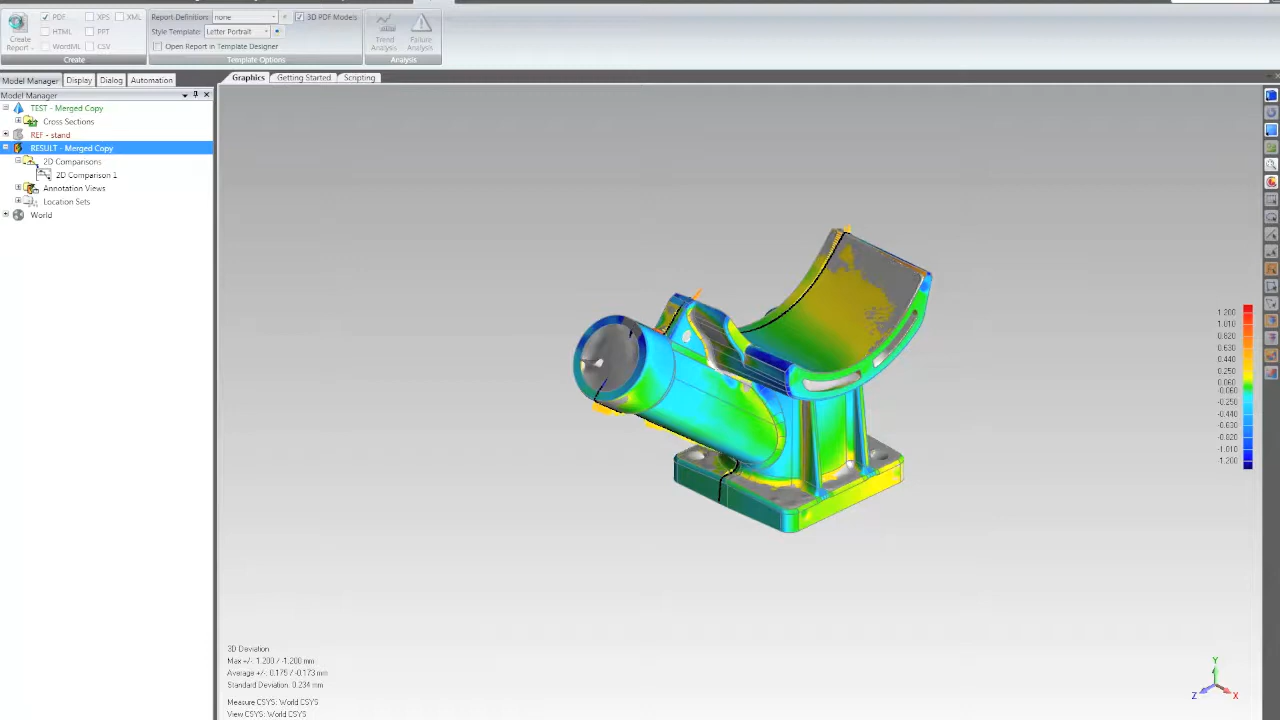 PDF XPS XML
HTML PPT
WordML CSV
Create Report
Create
Report Definition: none 3D PDF Models
Style Template: Letter Portrait
Open Report in Template Designer
Template Options
Trend Analysis
Failure Analysis
Analysis
Model Manager Display Dialog Automation
Graphics Getting Started Scripting
Model Manager
TEST - Merged Copy
Cross Sections
REF - stand
RESULT - Merged Copy
2D Comparisons
2D Comparison 1
Annotation Views
Location Sets
World
1.200
1.010
0.820
0.630
0.440
0.250
0.060
-0.060
-0.250
-0.440
-0.630
-0.820
-1.010
-1.200
3D Deviation
Max +/-: 1.200 / -1.200 mm
Average +/-: 0.175 / -0.173 mm
Standard Deviation: 0.234 mm
Measure CSYS: World CSYS
View CSYS: World CSYS
Y
Z X